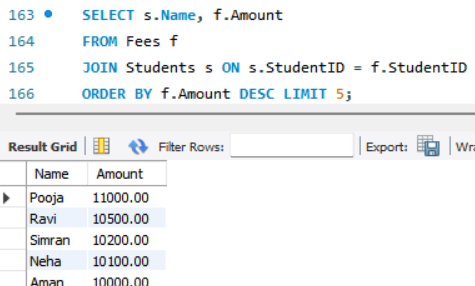 163 SELECT s.Name, f.Amount
164 FROM Fees f
165 JOIN Students s ON s.StudentID = f.StudentID
166 ORDER BY f.Amount DESC LIMIT 5;
Result Grid Filter Rows: Export: Wra
Name Amount
Pooja 11000.00
Ravi 10500.00
Simran 10200.00
Neha 10100.00
Aman 10000.00